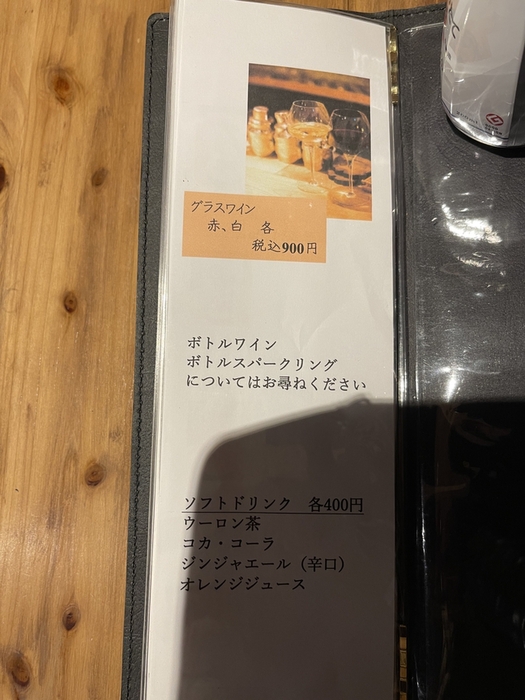 グラスワイン
赤、白　各
税込900円
ボトルワイン
ボトルスパークリング
についてはお尋ねください
ソフトドリンク　各400円
ウーロン茶
コカ・コーラ
ジンジャエール（辛口）
オレンジジュース